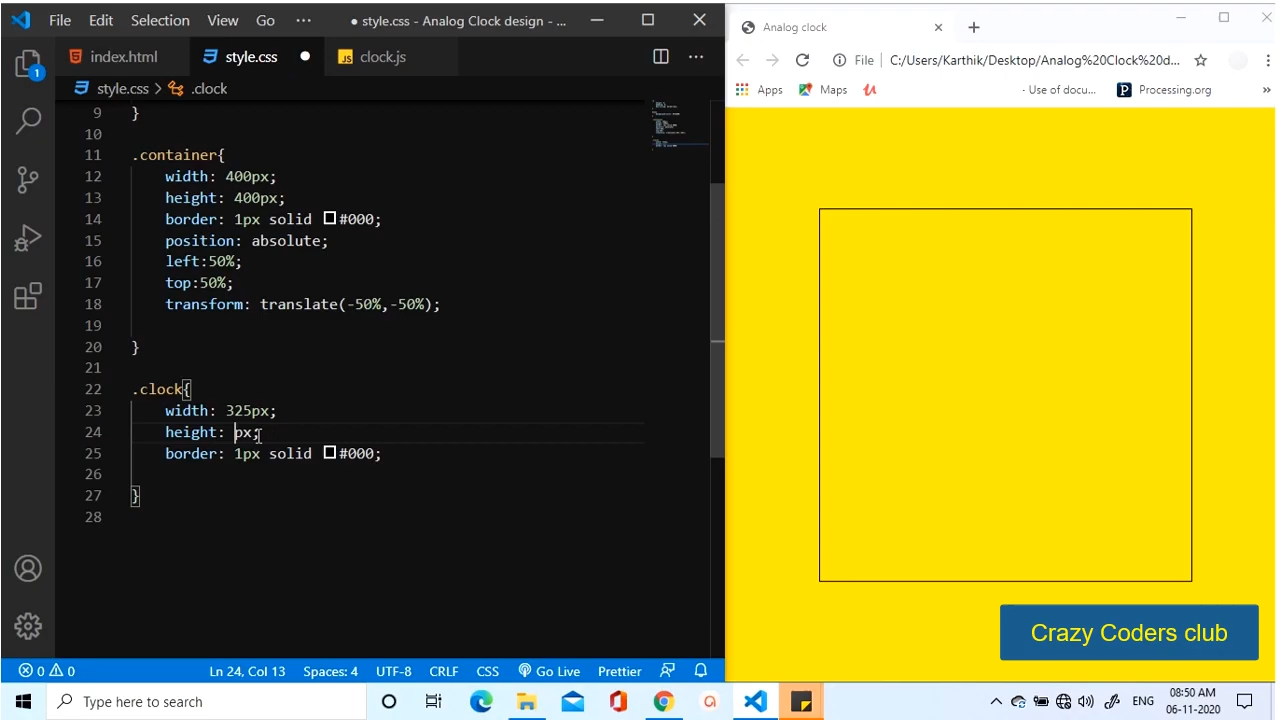 File Edit Selection View Go ··· ● style.css - Analog Clock design - ...
index.html style.css ● JS clock.js ···
style.css > .clock
9 }
10
11 .container{
12 width: 400px;
13 height: 400px;
14 border: 1px solid #000;
15 position: absolute;
16 left:50%;
17 top:50%;
18 transform: translate(-50%,-50%);
19
20 }
21
22 .clock{
23 width: 325px;
24 height: px;
25 border: 1px solid #000;
26
27 }
28
1
0 0 Ln 24, Col 13 Spaces: 4 UTF-8 CRLF CSS Go Live Prettier
Analog clock
File C:/Users/Karthik/Desktop/Analog%20Clock%20d...
Apps Maps · Use of docu... P Processing.org »
Crazy Coders club
Type here to search
ENG 08:50 AM
06-11-2020